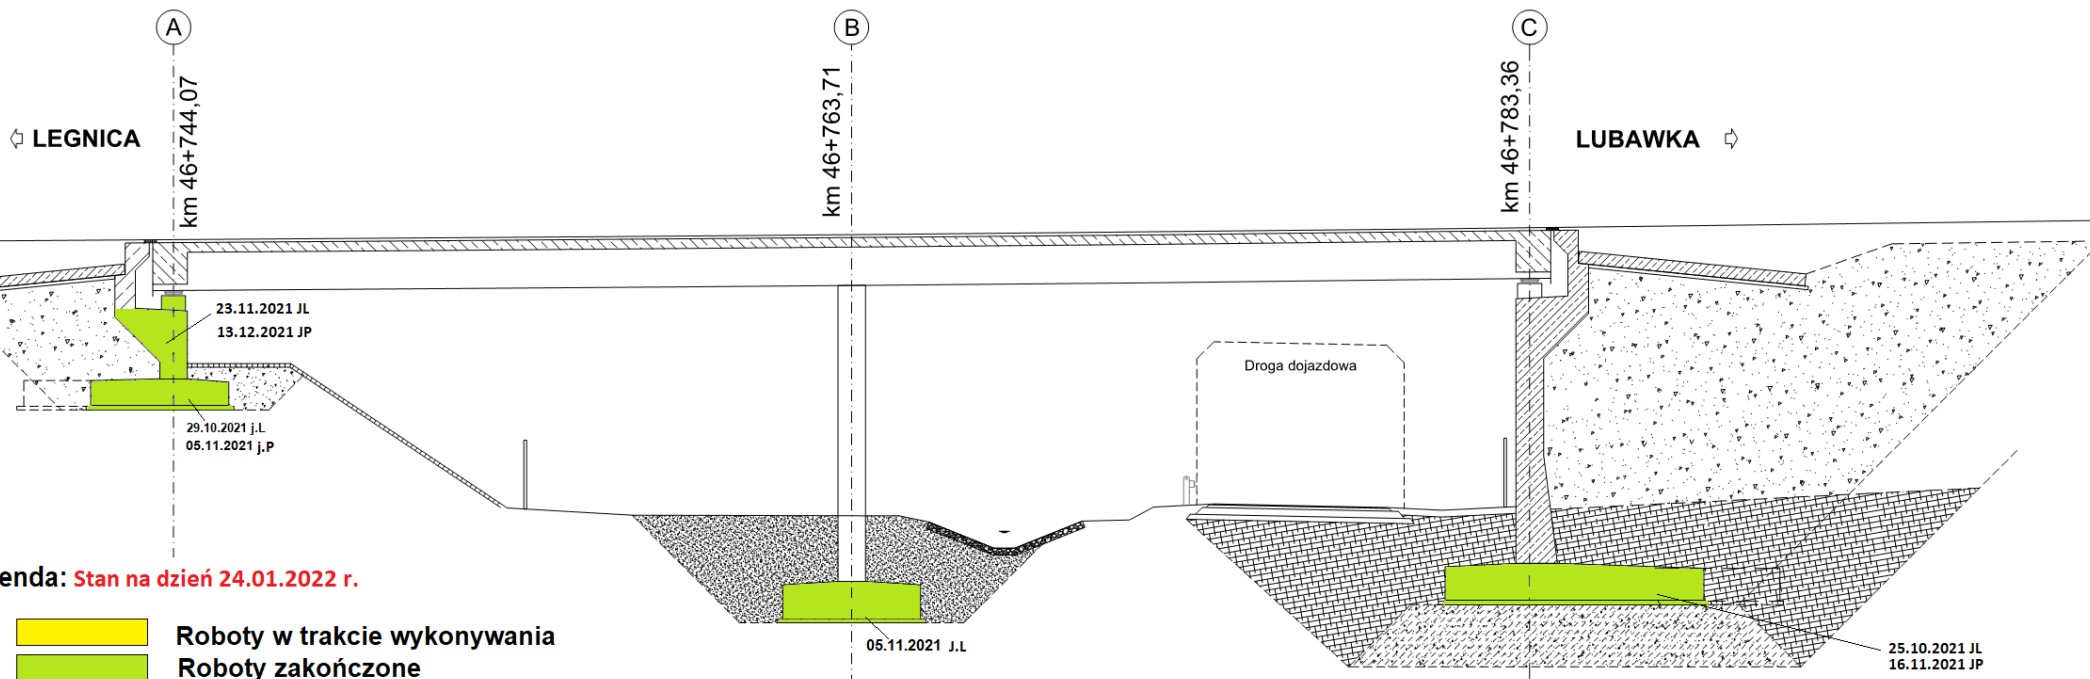 A
B
C
km 46+744,07
km 46+763,71
km 46+783,36
LEGNICA
LUBAWKA
23.11.2021 JL
13.12.2021 JP
Droga dojazdowa
29.10.2021 j.L
05.11.2021 j.P
enda: Stan na dzień 24.01.2022 r.
Roboty w trakcie wykonywania
Roboty zakończone
05.11.2021 J.L
25.10.2021 JL
16.11.2021 JP